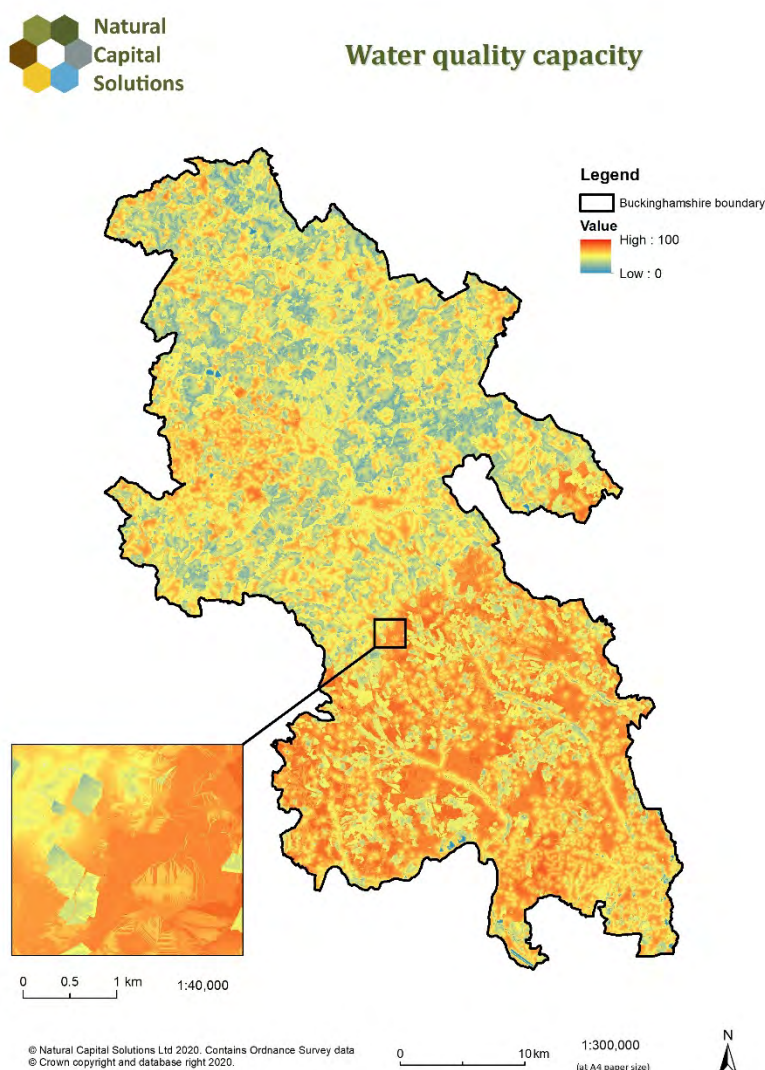 Natural
Capital
Solutions
Water quality capacity
Legend
Buckinghamshire boundary
Value
High : 100
Low : 0
0 0.5 1 km 1:40,000
© Natural Capital Solutions Ltd 2020. Contains Ordnance Survey data
© Crown copyright and database right 2020.
0 10 km
1:300,000
(at A4 paper size)
N